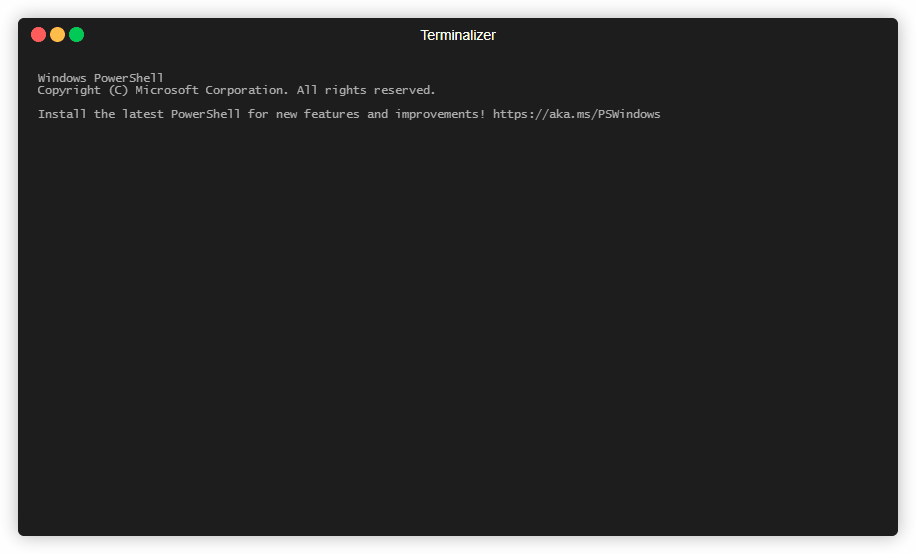 Terminalizer
Windows PowerShell
Copyright (C) Microsoft Corporation. All rights reserved.
Install the latest PowerShell for new features and improvements! https://aka.ms/PSWindows